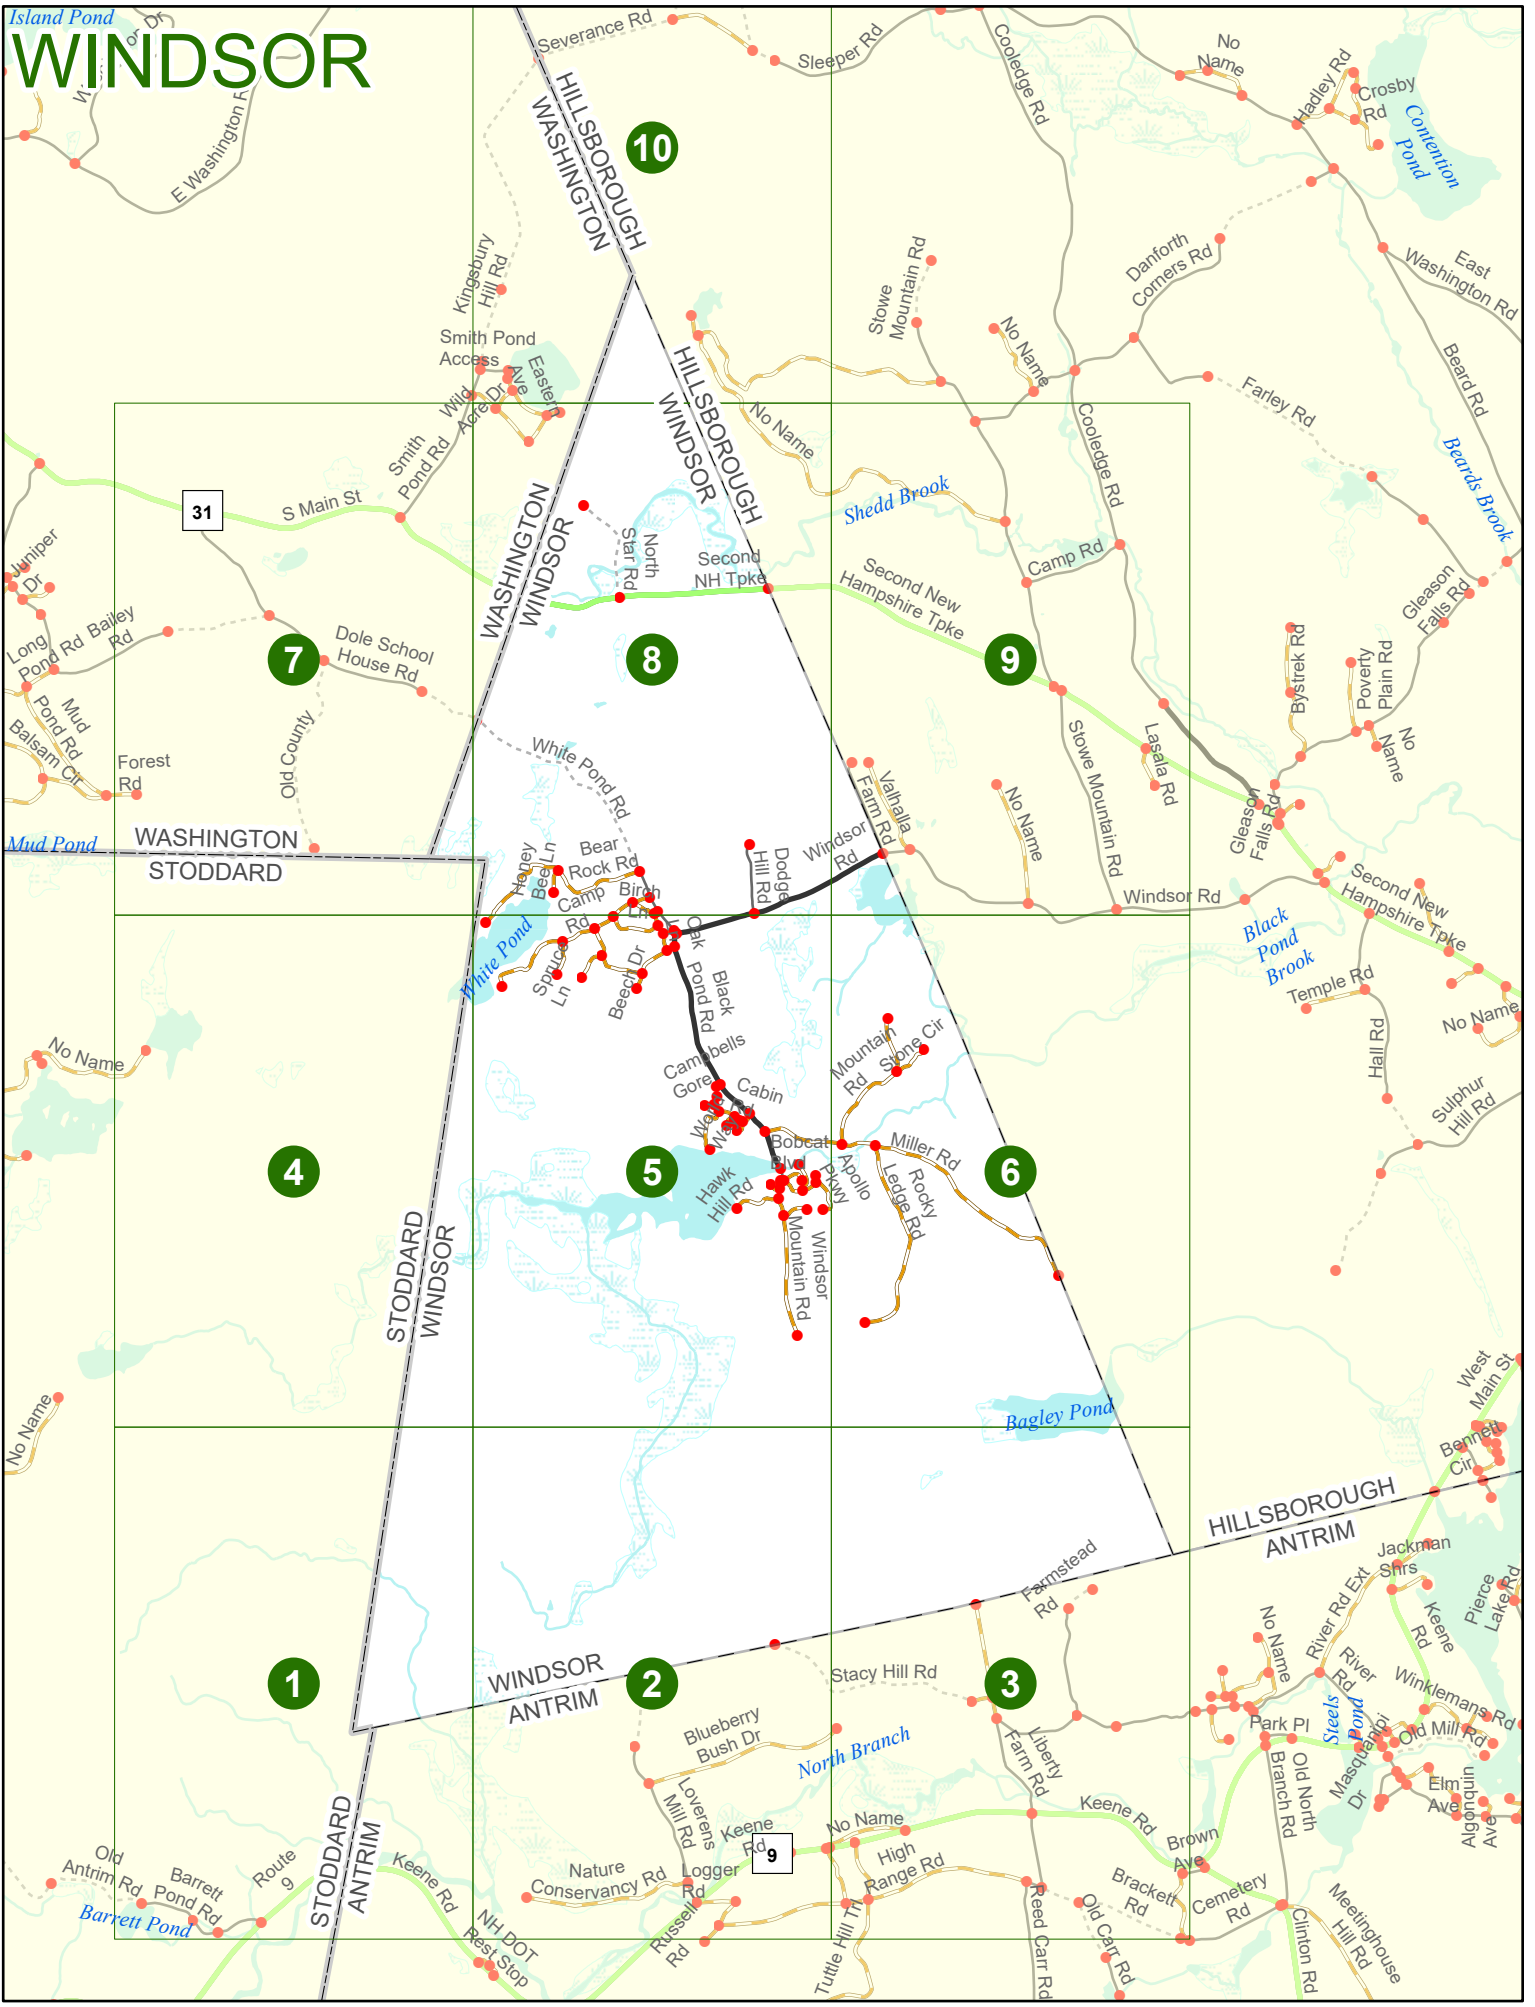 Island Pond
WINDSOR
E Washington R
Severance Rd
Sleeper Rd
Cooledge Rd
No
Name
Hadley Rd
Crosby
Rd
Contention
Pond
HILLSBOROUGH
WASHINGTON
10
Kingsbury
Hill Rd
Stowe
Mountain Rd
Danforth
Corners Rd
East
Washington Rd
Smith Pond
Access
Ave
Eastern
Wild
Acre Dr
No Name
HILLSBOROUGH
WINDSOR
No Name
Farley Rd
Beard Rd
Smith
Pond Rd
Cooledge Rd
Beards Brook
31
S Main St
Shedd Brook
WASHINGTON
WINDSOR
North
Star Rd
Second
NH Tpke
Camp Rd
Second New
Hampshire Tpke
Juniper
Dr
Gleason
Falls Rd
Long
Pond Rd
Bailey
Rd
Dole School
House Rd
7
8
9
Bystrek Rd
Poverty
Plain Rd
No
Name
Mud
Pond Rd
Balsam Cir
Forest
Rd
Old County
White Pond Rd
Stowe Mountain Rd
Lasala Rd
Valhalla
Farm Rd
No Name
Gleason
Falls Rd
Mud Pond
WASHINGTON
STODDARD
Honey
Bee Ln
Bear
Rock Rd
Dodge
Hill Rd
Windsor
Rd
Camp
Rd
Birch
Ln
Oak
Ln
Windsor Rd
Second New
Hampshire Tpke
White Pond
Spruce
Ln
Beech Dr
Black
Pond Rd
Black
Pond
Brook
Temple Rd
No Name
Hall Rd
No Name
Campbells
Gore
Cabin
Rd
Mountain
Rd
Stone Cir
Sulphur
Hill Rd
Wolf
Way
Bobcat
Blvd
Apollo
Pkwy
Miller Rd
4
5
6
Hawk
Hill Rd
Rocky
Ledge Rd
STODDARD
WINDSOR
Windsor
Mountain Rd
West
Main St
No Name
Bagley Pond
Bennett
Cir
HILLSBOROUGH
ANTRIM
Farmstead
Rd
Jackman
Shrs
River Rd Ext
Keene
Rd
Pierce
Lake Rd
No Name
River
Rd
1
WINDSOR
ANTRIM
2
Stacy Hill Rd
3
Winklemans Rd
Steels
Pond
Blueberry
Bush Dr
North Branch
Liberty
Farm Rd
Park Pl
Old Mill Rd
Masquanipi
Dr
Old North
Branch Rd
Elm
Ave
Algonquin
Ave
Loverens
Mill Rd
Keene
Rd
9
No Name
Keene Rd
STODDARD
ANTRIM
Old
Antrim Rd
Barrett
Pond Rd
Route
9
Keene Rd
Nature
Conservancy Rd
Logger
Rd
High
Range Rd
Brown
Ave
Brackett
Rd
Cemetery
Rd
Barrett Pond
NH DOT
Rest Stop
Russell
Rd
Tuttle Hill Trl
Reed Carr Rd
Old Carr Rd
Clinton Rd
Meetinghouse
Hill Rd